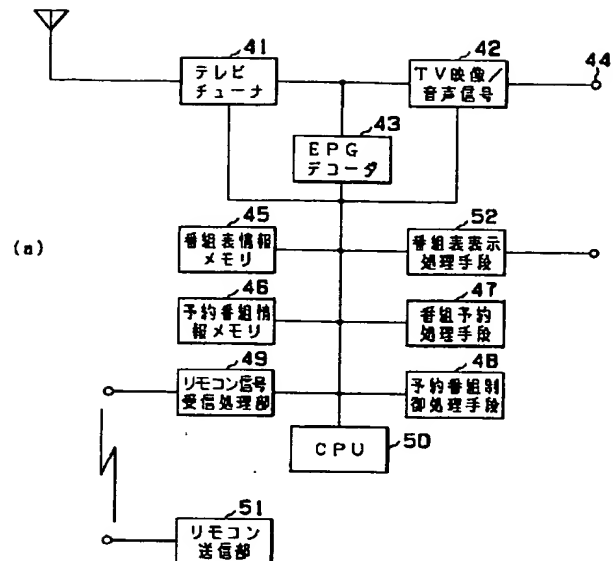 41
テレビ
チューナ
42
TV映像/
音声信号
44
43
EPG
デコーダ
(a)
45
番組表情報
メモリ
52
番組表表示
処理手段
46
予約番組情
報メモリ
47
番組予約
処理手段
49
リモコン信号
受信処理部
48
予約番組制
御処理手段
CPU
50
51
リモコン
送信部